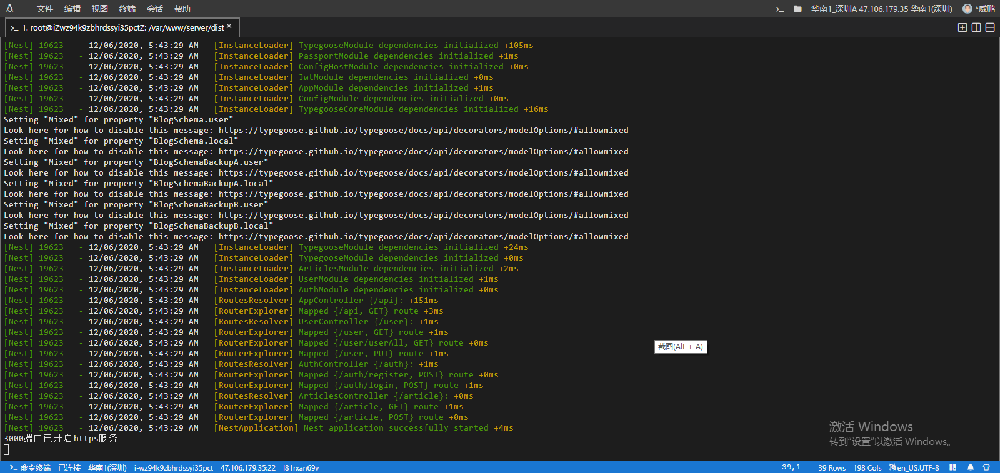 文件 编辑 视图 终端 会话 帮助 华南1_深圳A 47.106.179.35 华南1(深圳) *威鹏
1. root@iZwz94k9zbhrdssyi35pctZ: /var/www/server/dist ×
[Nest] 19623 - 12/06/2020, 5:43:29 AM [InstanceLoader] TypegooseModule dependencies initialized +105ms
[Nest] 19623 - 12/06/2020, 5:43:29 AM [InstanceLoader] PassportModule dependencies initialized +1ms
[Nest] 19623 - 12/06/2020, 5:43:29 AM [InstanceLoader] ConfigHostModule dependencies initialized +0ms
[Nest] 19623 - 12/06/2020, 5:43:29 AM [InstanceLoader] JwtModule dependencies initialized +0ms
[Nest] 19623 - 12/06/2020, 5:43:29 AM [InstanceLoader] AppModule dependencies initialized +1ms
[Nest] 19623 - 12/06/2020, 5:43:29 AM [InstanceLoader] ConfigModule dependencies initialized +0ms
[Nest] 19623 - 12/06/2020, 5:43:29 AM [InstanceLoader] TypegooseCoreModule dependencies initialized +16ms
Setting "Mixed" for property "BlogSchema.user"
Look here for how to disable this message: https://typegoose.github.io/typegoose/docs/api/decorators/modelOptions/#allowmixed
Setting "Mixed" for property "BlogSchema.local"
Look here for how to disable this message: https://typegoose.github.io/typegoose/docs/api/decorators/modelOptions/#allowmixed
Setting "Mixed" for property "BlogSchemaBackupA.user"
Look here for how to disable this message: https://typegoose.github.io/typegoose/docs/api/decorators/modelOptions/#allowmixed
Setting "Mixed" for property "BlogSchemaBackupA.local"
Look here for how to disable this message: https://typegoose.github.io/typegoose/docs/api/decorators/modelOptions/#allowmixed
Setting "Mixed" for property "BlogSchemaBackupB.user"
Look here for how to disable this message: https://typegoose.github.io/typegoose/docs/api/decorators/modelOptions/#allowmixed
Setting "Mixed" for property "BlogSchemaBackupB.local"
Look here for how to disable this message: https://typegoose.github.io/typegoose/docs/api/decorators/modelOptions/#allowmixed
[Nest] 19623 - 12/06/2020, 5:43:29 AM [InstanceLoader] TypegooseModule dependencies initialized +24ms
[Nest] 19623 - 12/06/2020, 5:43:29 AM [InstanceLoader] TypegooseModule dependencies initialized +0ms
[Nest] 19623 - 12/06/2020, 5:43:29 AM [InstanceLoader] ArticlesModule dependencies initialized +2ms
[Nest] 19623 - 12/06/2020, 5:43:29 AM [InstanceLoader] UserModule dependencies initialized +1ms
[Nest] 19623 - 12/06/2020, 5:43:29 AM [InstanceLoader] AuthModule dependencies initialized +0ms
[Nest] 19623 - 12/06/2020, 5:43:29 AM [RoutesResolver] AppController {/api}: +151ms
[Nest] 19623 - 12/06/2020, 5:43:29 AM [RouterExplorer] Mapped {/api, GET} route +3ms
[Nest] 19623 - 12/06/2020, 5:43:29 AM [RoutesResolver] UserController {/user}: +1ms
[Nest] 19623 - 12/06/2020, 5:43:29 AM [RouterExplorer] Mapped {/user, GET} route +1ms
[Nest] 19623 - 12/06/2020, 5:43:29 AM [RouterExplorer] Mapped {/user/userAll, GET} route +0ms
截图(Alt + A)
[Nest] 19623 - 12/06/2020, 5:43:29 AM [RouterExplorer] Mapped {/user, PUT} route +1ms
[Nest] 19623 - 12/06/2020, 5:43:29 AM [RoutesResolver] AuthController {/auth}: +1ms
[Nest] 19623 - 12/06/2020, 5:43:29 AM [RouterExplorer] Mapped {/auth/register, POST} route +0ms
[Nest] 19623 - 12/06/2020, 5:43:29 AM [RouterExplorer] Mapped {/auth/login, POST} route +1ms
[Nest] 19623 - 12/06/2020, 5:43:29 AM [RoutesResolver] ArticlesController {/article}: +0ms
[Nest] 19623 - 12/06/2020, 5:43:29 AM [RouterExplorer] Mapped {/article, GET} route +1ms
[Nest] 19623 - 12/06/2020, 5:43:29 AM [RouterExplorer] Mapped {/article, POST} route +0ms
[Nest] 19623 - 12/06/2020, 5:43:29 AM [NestApplication] Nest application successfully started +4ms
3000端口已开启https服务
激活 Windows
转到"设置"以激活 Windows。
命令终端 已连接 华南1(深圳) i-wz94k9zbhrdssyi35pct 47.106.179.35:22 l81rxan69v 39,1 39 Rows 198 Cols en_US.UTF-8